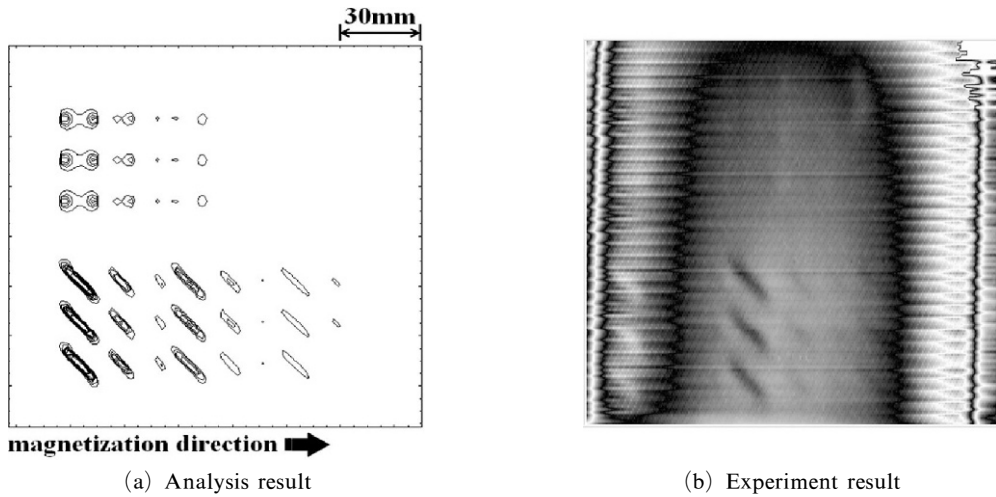 30mm
magnetization direction
(a) Analysis result
(b) Experiment result